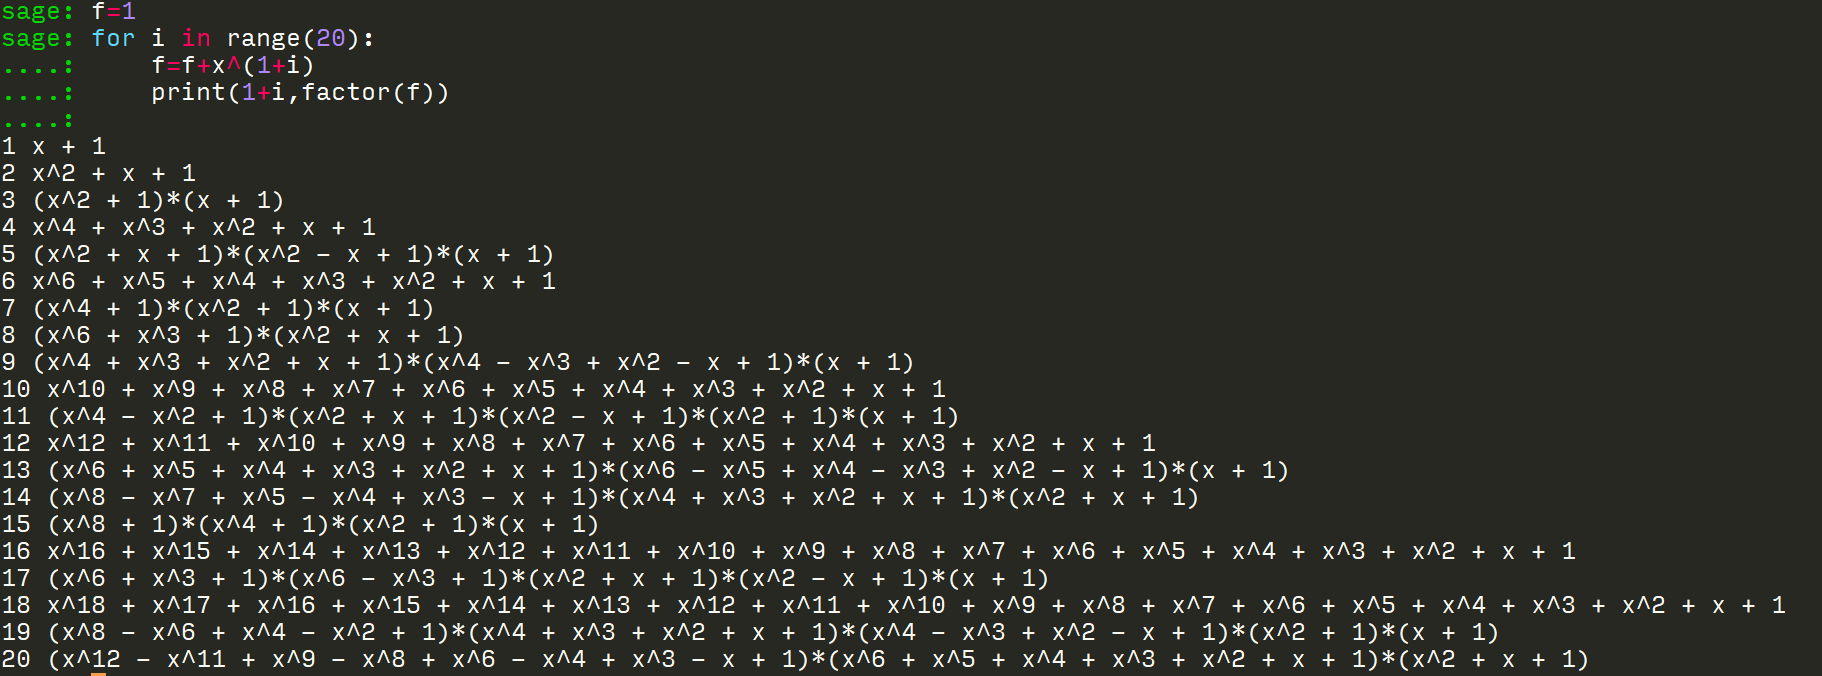 sage: f=1
sage: for i in range(20):
....:     f=f+x^(1+i)
....:     print(1+i,factor(f))
....:
1 x + 1
2 x^2 + x + 1
3 (x^2 + 1)*(x + 1)
4 x^4 + x^3 + x^2 + x + 1
5 (x^2 + x + 1)*(x^2 - x + 1)*(x + 1)
6 x^6 + x^5 + x^4 + x^3 + x^2 + x + 1
7 (x^4 + 1)*(x^2 + 1)*(x + 1)
8 (x^6 + x^3 + 1)*(x^2 + x + 1)
9 (x^4 + x^3 + x^2 + x + 1)*(x^4 - x^3 + x^2 - x + 1)*(x + 1)
10 x^10 + x^9 + x^8 + x^7 + x^6 + x^5 + x^4 + x^3 + x^2 + x + 1
11 (x^4 - x^2 + 1)*(x^2 + x + 1)*(x^2 - x + 1)*(x^2 + 1)*(x + 1)
12 x^12 + x^11 + x^10 + x^9 + x^8 + x^7 + x^6 + x^5 + x^4 + x^3 + x^2 + x + 1
13 (x^6 + x^5 + x^4 + x^3 + x^2 + x + 1)*(x^6 - x^5 + x^4 - x^3 + x^2 - x + 1)*(x + 1)
14 (x^8 - x^7 + x^5 - x^4 + x^3 - x + 1)*(x^4 + x^3 + x^2 + x + 1)*(x^2 + x + 1)
15 (x^8 + 1)*(x^4 + 1)*(x^2 + 1)*(x + 1)
16 x^16 + x^15 + x^14 + x^13 + x^12 + x^11 + x^10 + x^9 + x^8 + x^7 + x^6 + x^5 + x^4 + x^3 + x^2 + x + 1
17 (x^6 + x^3 + 1)*(x^6 - x^3 + 1)*(x^2 + x + 1)*(x^2 - x + 1)*(x + 1)
18 x^18 + x^17 + x^16 + x^15 + x^14 + x^13 + x^12 + x^11 + x^10 + x^9 + x^8 + x^7 + x^6 + x^5 + x^4 + x^3 + x^2 + x + 1
19 (x^8 - x^6 + x^4 - x^2 + 1)*(x^4 + x^3 + x^2 + x + 1)*(x^4 - x^3 + x^2 - x + 1)*(x^2 + 1)*(x + 1)
20 (x^12 - x^11 + x^9 - x^8 + x^6 - x^4 + x^3 - x + 1)*(x^6 + x^5 + x^4 + x^3 + x^2 + x + 1)*(x^2 + x + 1)